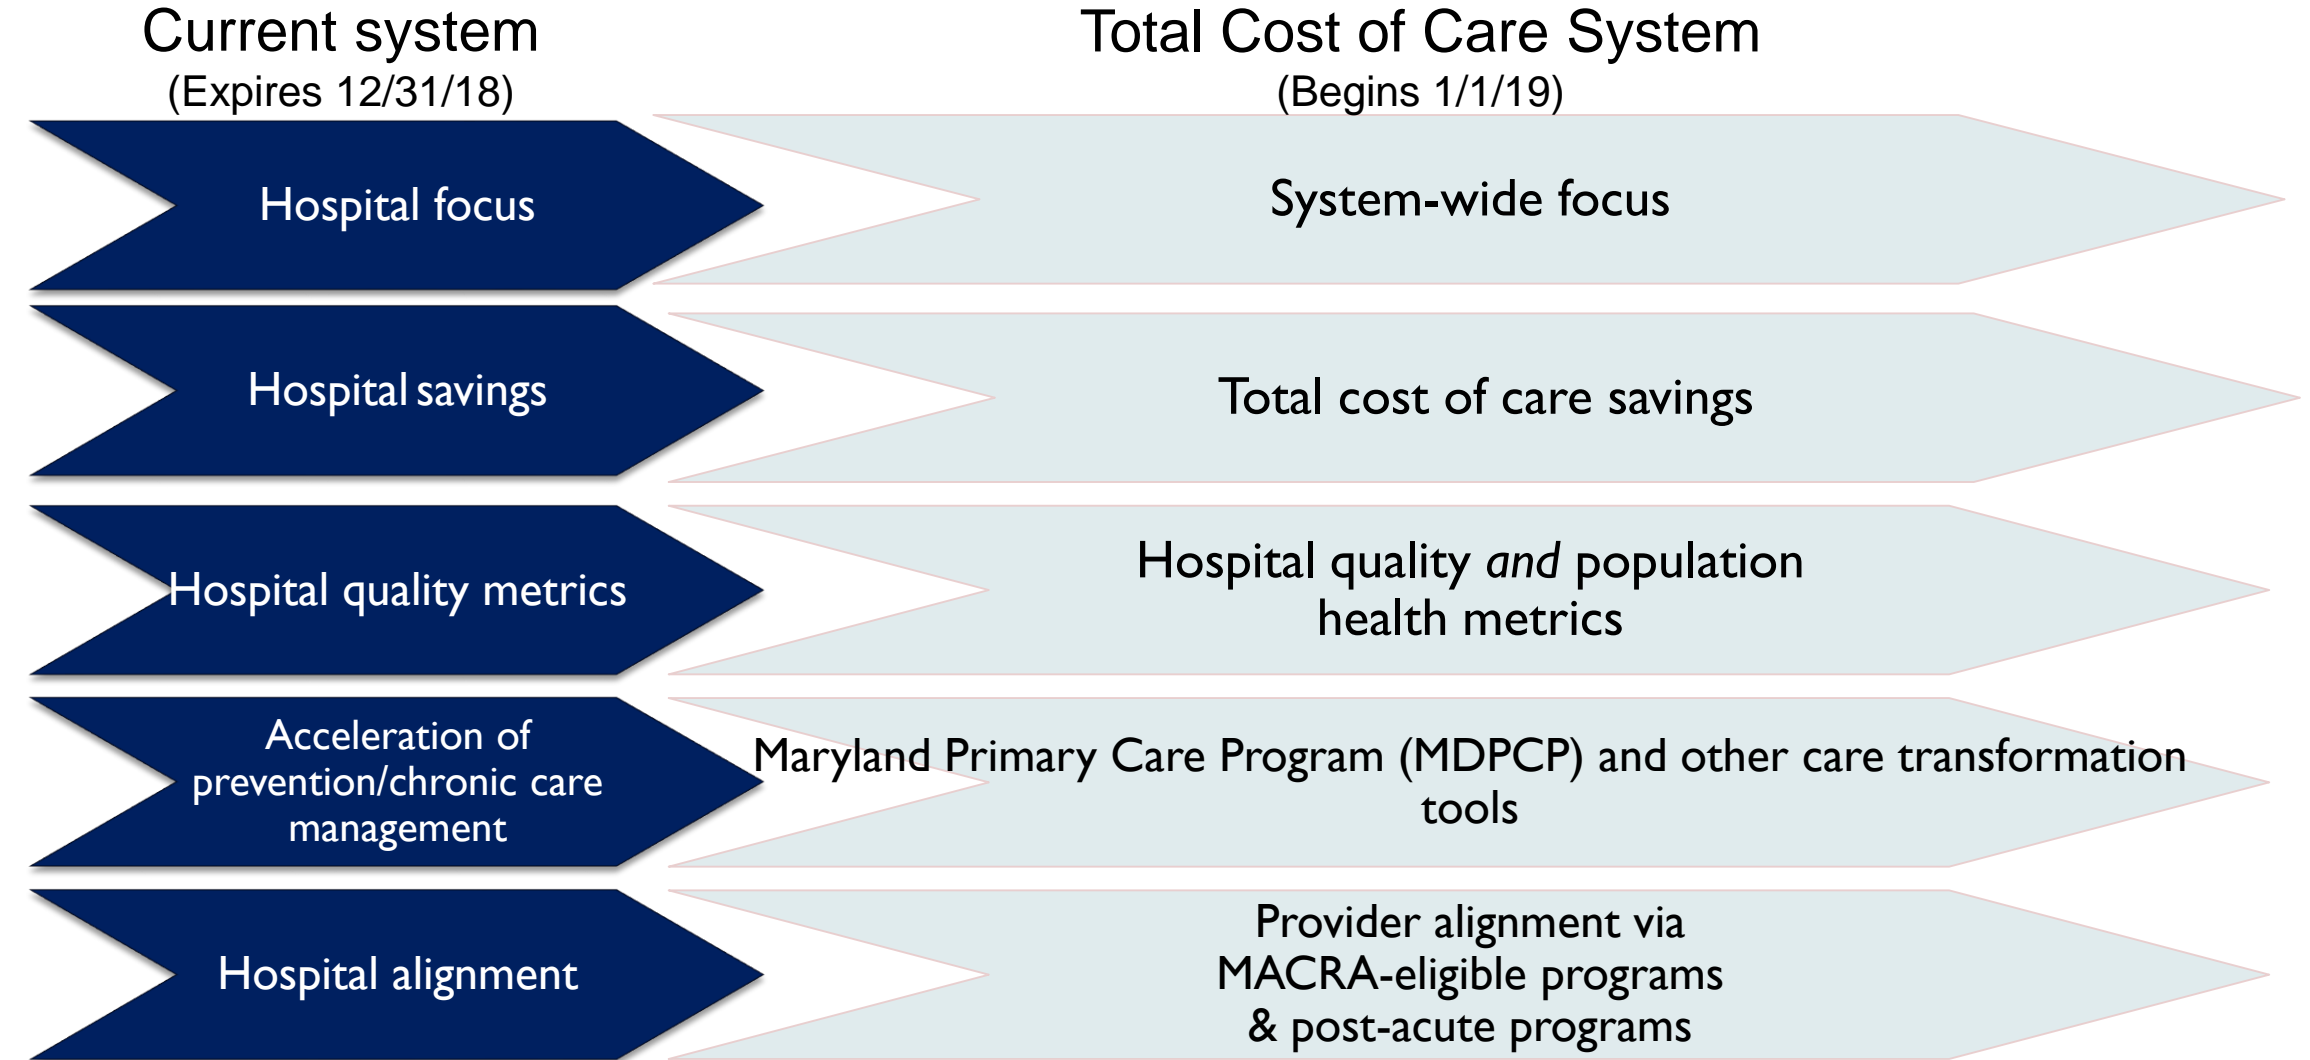 Current system
(Expires 12/31/18)
Total Cost of Care System
(Begins 1/1/19)
Hospital focus
System-wide focus
Hospital savings
Total cost of care savings
Hospital quality metrics
Hospital quality and population
health metrics
Acceleration of
prevention/chronic care
management
Maryland Primary Care Program (MDPCP) and other care transformation
tools
Hospital alignment
Provider alignment via
MACRA-eligible programs
& post-acute programs